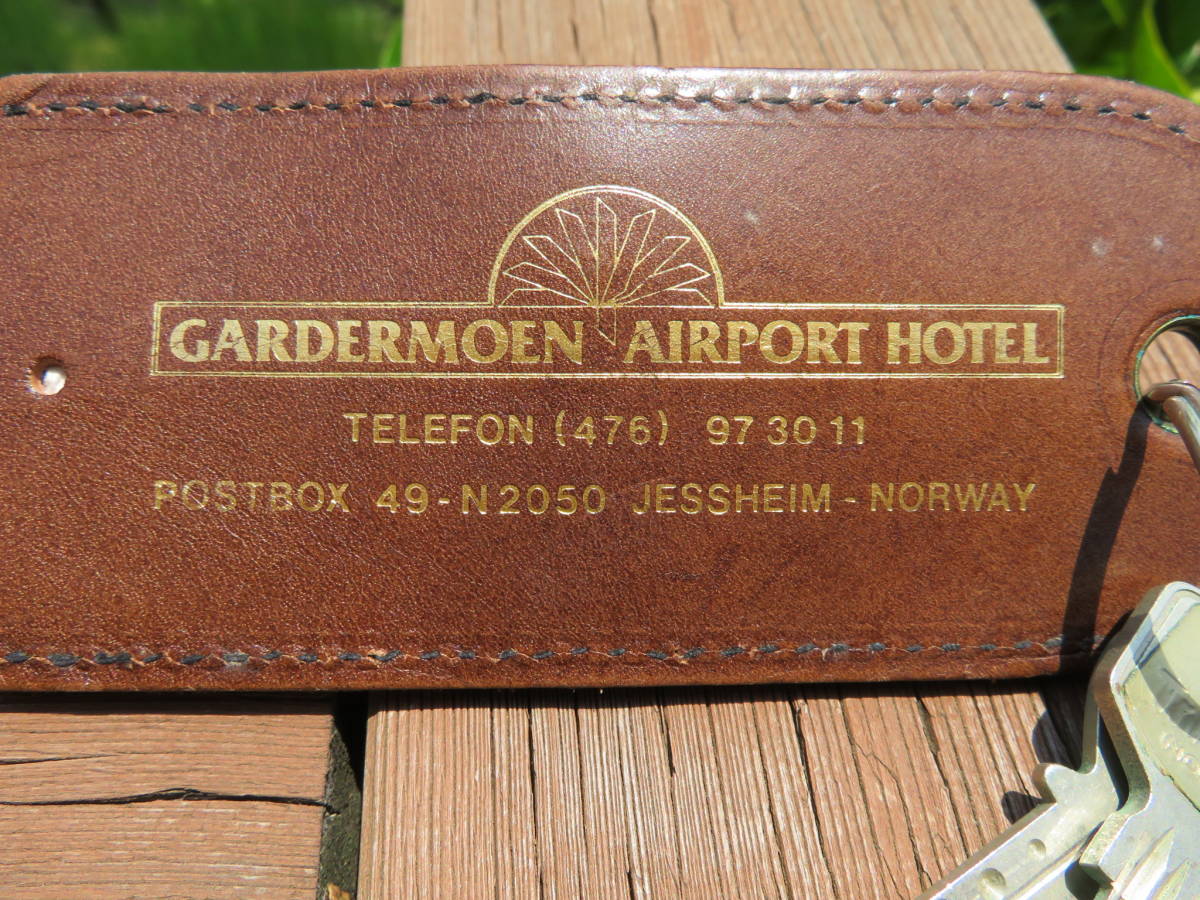 GARDERMOEN AIRPORT HOTEL
TELEFON (476) 97 30 11
POSTBOX 49 - N 2050 JESSHEIM - NORWAY